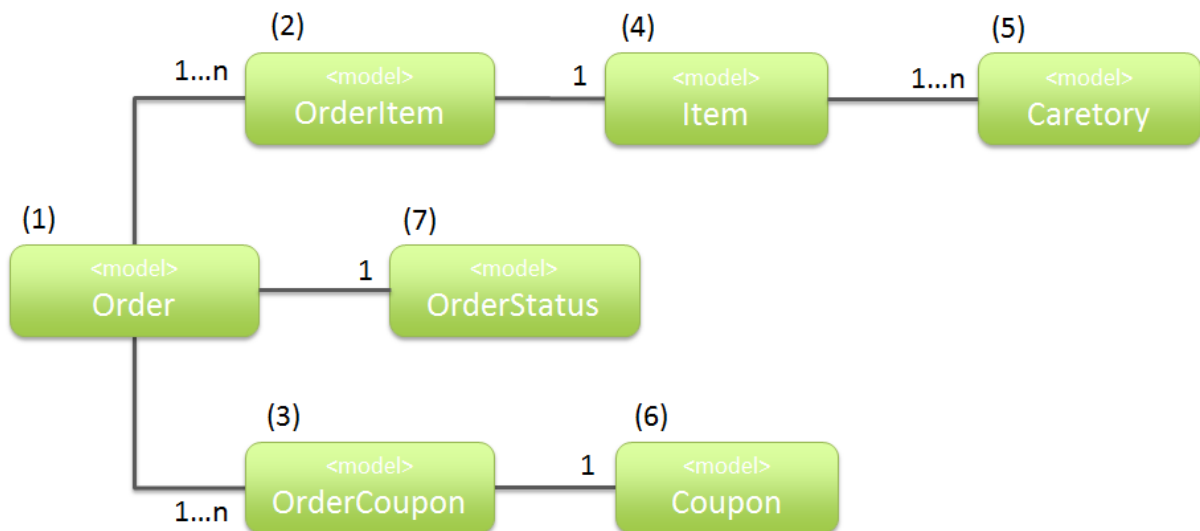 (2)
(4)
(5)
1...n
<model>
OrderItem
1
<model>
Item
1...n
<model>
Caretory
(1)
(7)
<model>
Order
1
<model>
OrderStatus
(3)
(6)
1...n
<model>
OrderCoupon
1
<model>
Coupon